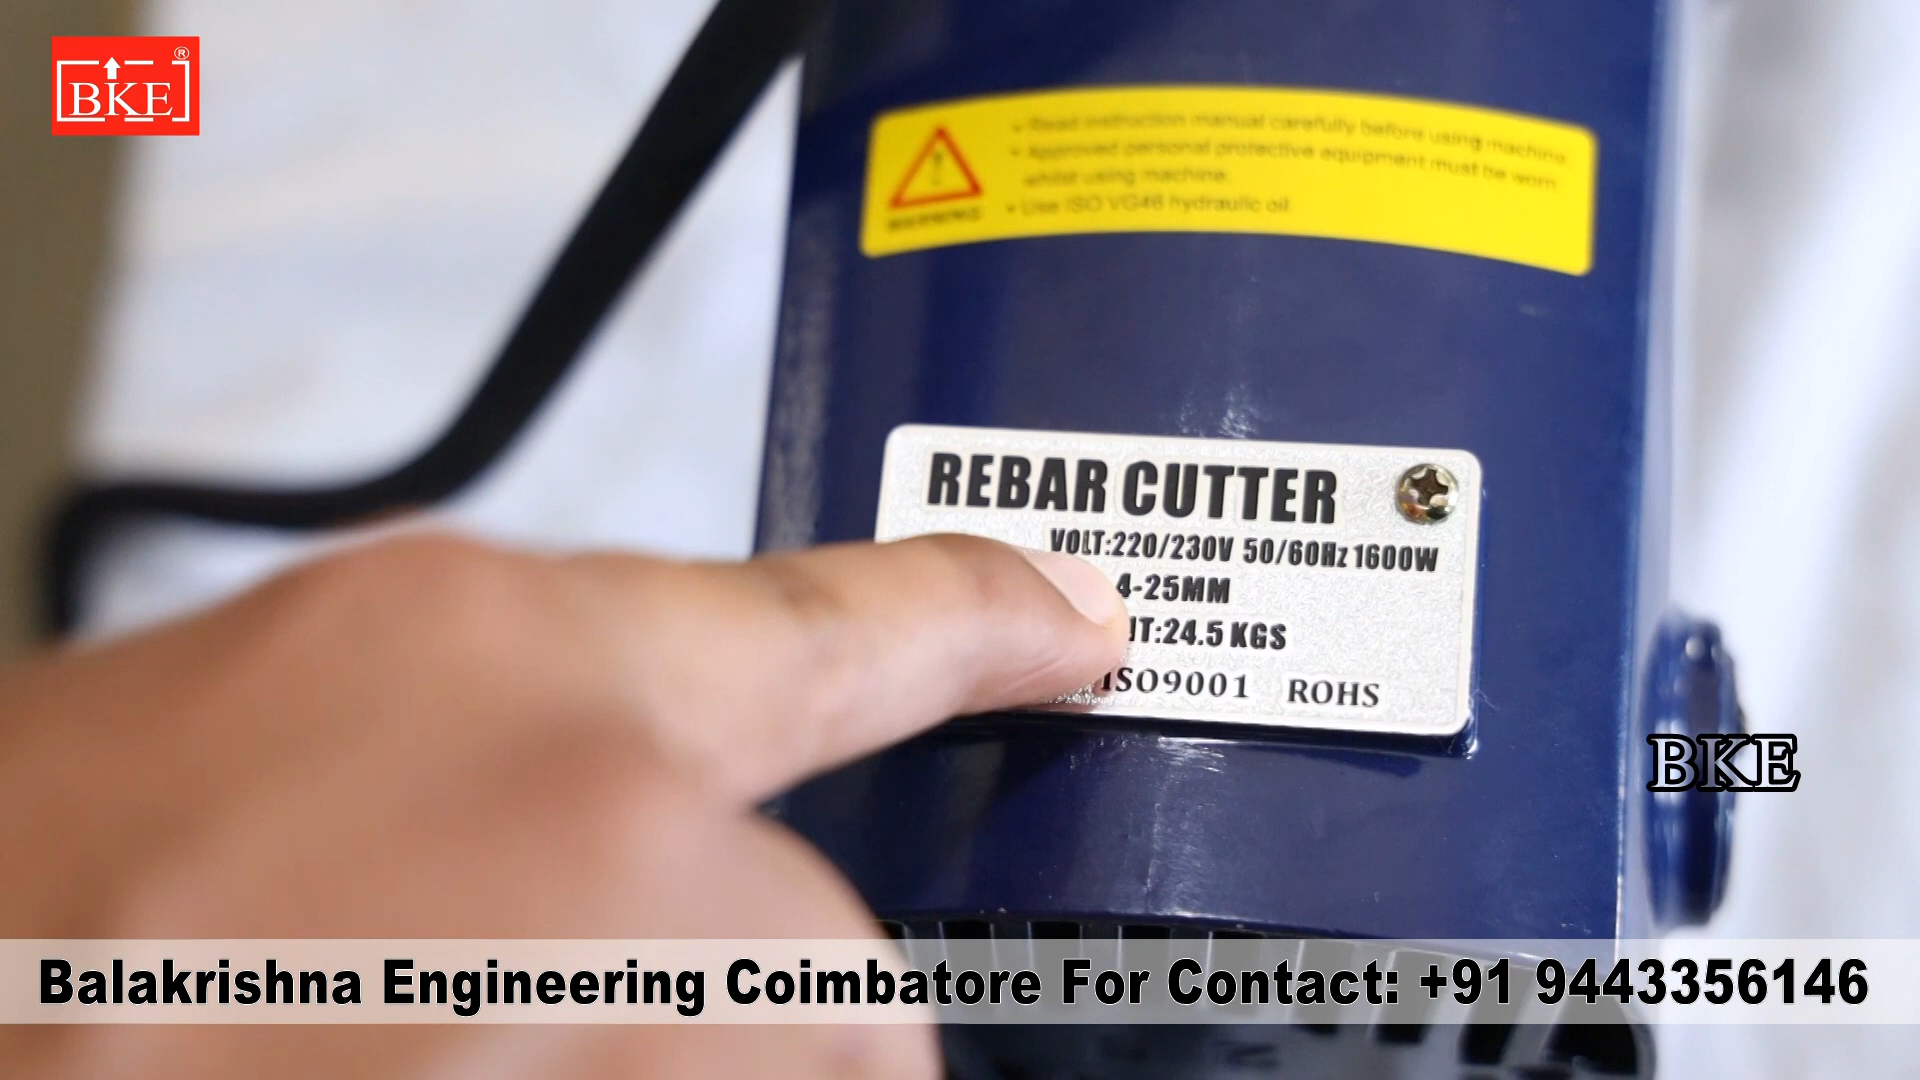 BKE®
• Read instruction manual carefully before using machine.
• Approved personal protective equipment must be worn
whilst using machine.
• Use ISO VG46 hydraulic oil.
WARNING
REBAR CUTTER
VOLT:220/230V 50/60Hz 1600W
4-25MM
HT:24.5 KGS
ISO9001 ROHS
BKE
Balakrishna Engineering Coimbatore For Contact: +91 9443356146